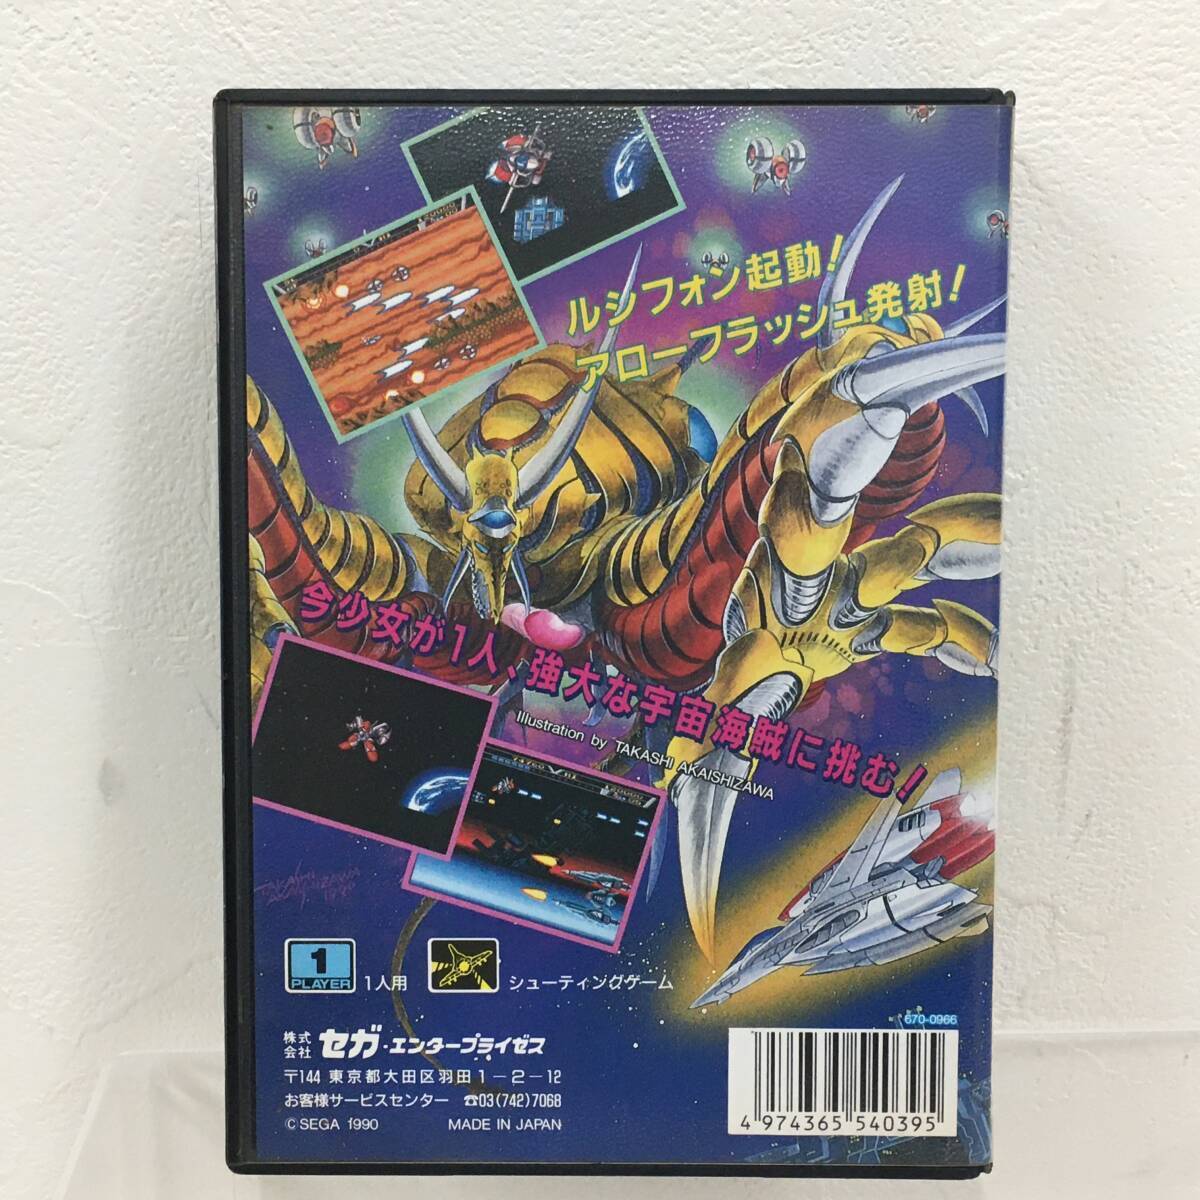 ルシフォン起動!
アローフラッシュ発射!
今少女が1人、強大な宇宙海賊に挑む!
Illustration by TAKASHI AKAISHIZAWA
TAKASHI
1
PLAYER
1人用
シューティングゲーム
670-0966
株式会社 セガ・エンタープライゼス
〒144 東京都大田区羽田1-2-12
お客様サービスセンター ☎03(742)7068
©SEGA 1990 MADE IN JAPAN
4 974365 540395